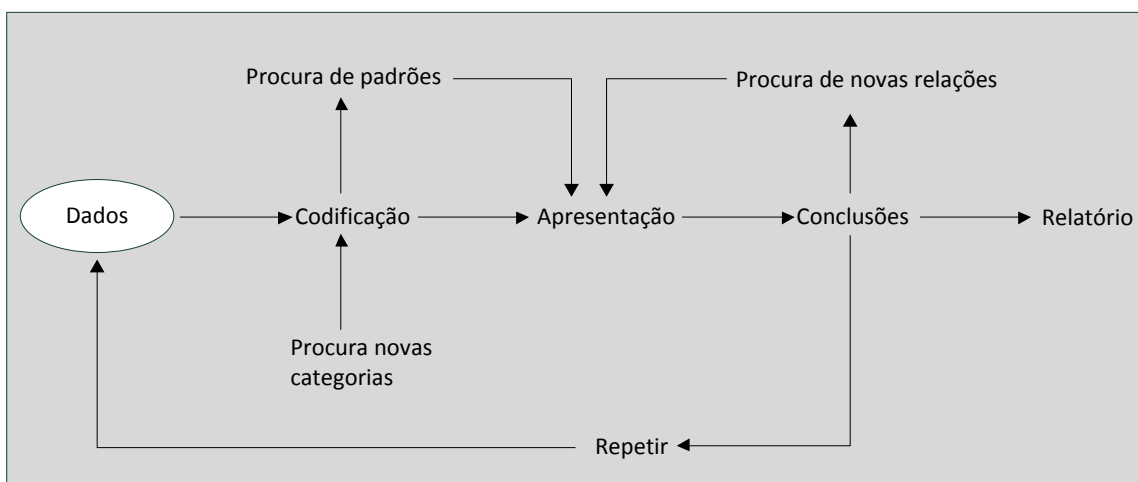 Procura de padrões
Procura de novas relações
Dados
Codificação
Apresentação
Conclusões
Relatório
Procura novas
categorias
Repetir